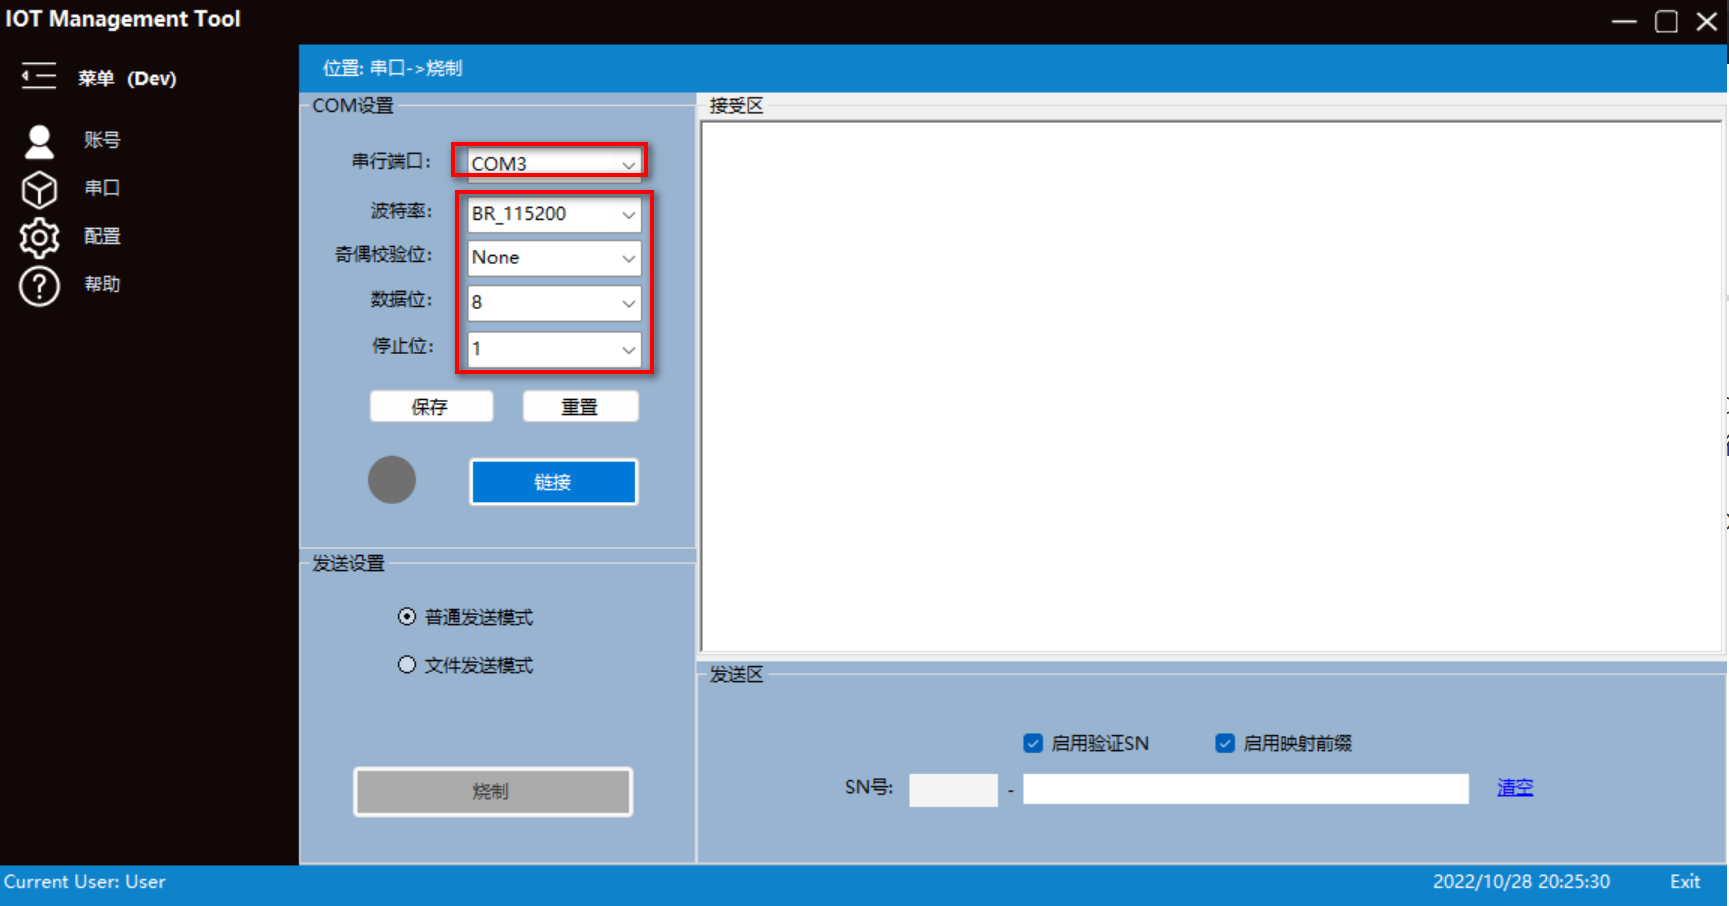 IOT Management Tool
菜单 (Dev)
账号
串口
配置
帮助
位置: 串口->烧制
COM设置
串行端口: COM3
波特率: BR_115200
奇偶校验位: None
数据位: 8
停止位: 1
保存 重置
链接
发送设置
普通发送模式
文件发送模式
烧制
接受区
发送区
启用验证SN 启用映射前缀
SN号: - 清空
Current User: User
2022/10/28 20:25:30 Exit